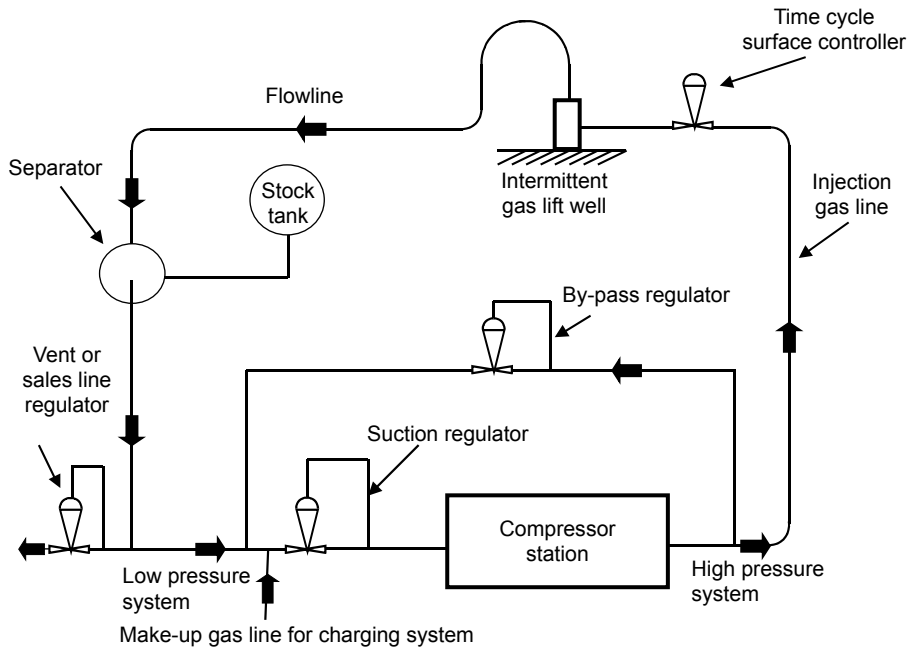 Time cycle
surface controller
Flowline
Separator
Stock
tank
Intermittent
gas lift well
Injection
gas line
By-pass regulator
Vent or
sales line
regulator
Suction regulator
Compressor
station
Low pressure
system
High pressure
system
Make-up gas line for charging system